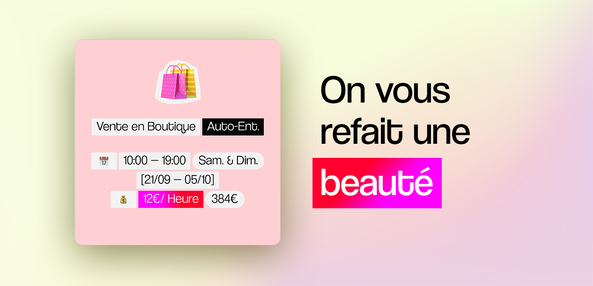 Vente en Boutique Auto-Ent.
10:00 – 19:00 Sam. & Dim.
[21/09 – 05/10]
12€/ Heure 384€
On vous
refait une
beauté